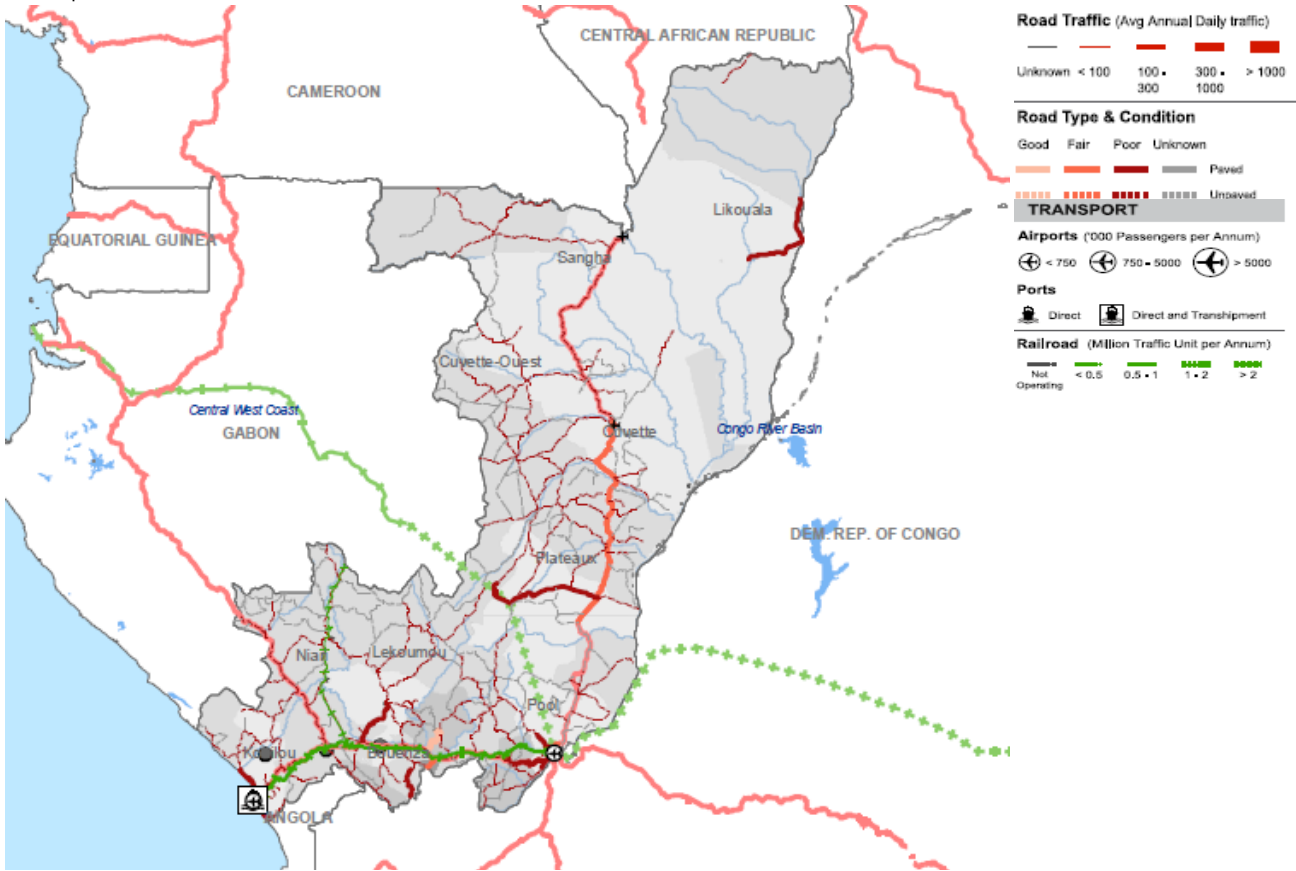 CENTRAL AFRICAN REPUBLIC
CAMEROON
EQUATORIAL GUINEA
Likouala
Sangha
Cuvette-Ouest
Central West Coast
GABON
Cuvette
Congo River Basin
DEM. REP. OF CONGO
Plateaux
Niari
Lekoumou
Pool
Kouilou
Bouenza
ANGOLA
Road Traffic (Avg Annual Daily traffic)
Unknown < 100 100 - 300 300 - 1000 > 1000
Road Type & Condition
Good Fair Poor Unknown
Paved
Unpaved
TRANSPORT
Airports ('000 Passengers per Annum)
< 750 750 - 5000 > 5000
Ports
Direct Direct and Transhipment
Railroad (Million Traffic Unit per Annum)
Not Operating < 0.5 0.5 - 1 1 - 2 > 2